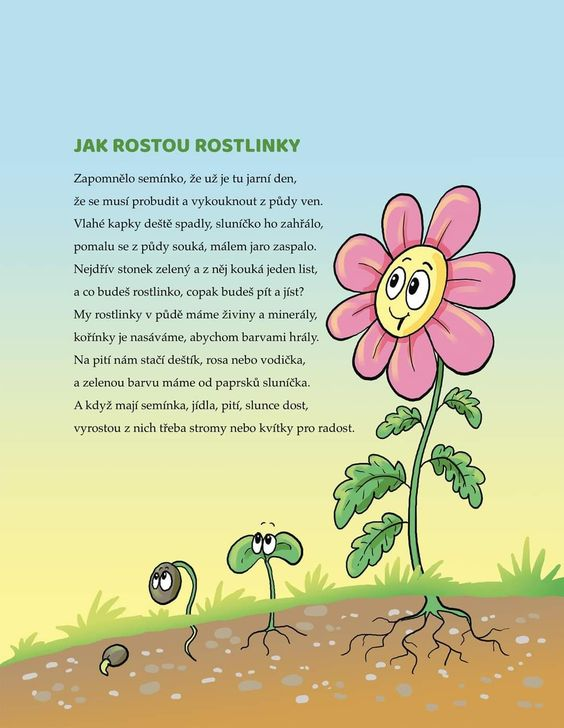 JAK ROSTOU ROSTLINKY
Zapomnělo semínko, že už je tu jarní den,
že se musí probudit a vykouknout z půdy ven.
Vlahé kapky deště spadly, sluníčko ho zahřálo,
pomalu se z půdy souká, málem jaro zaspalo.
Nejdřív stonek zelený a z něj kouká jeden list,
a co budeš rostlinko, copak budeš pít a jíst?
My rostlinky v půdě máme živiny a minerály,
kořínky je nasáváme, abychom barvami hrály.
Na pití nám stačí deštík, rosa nebo vodička,
a zelenou barvu máme od paprsků sluníčka.
A když mají semínka, jídla, pití, slunce dost,
vyrostou z nich třeba stromy nebo kvítky pro radost.